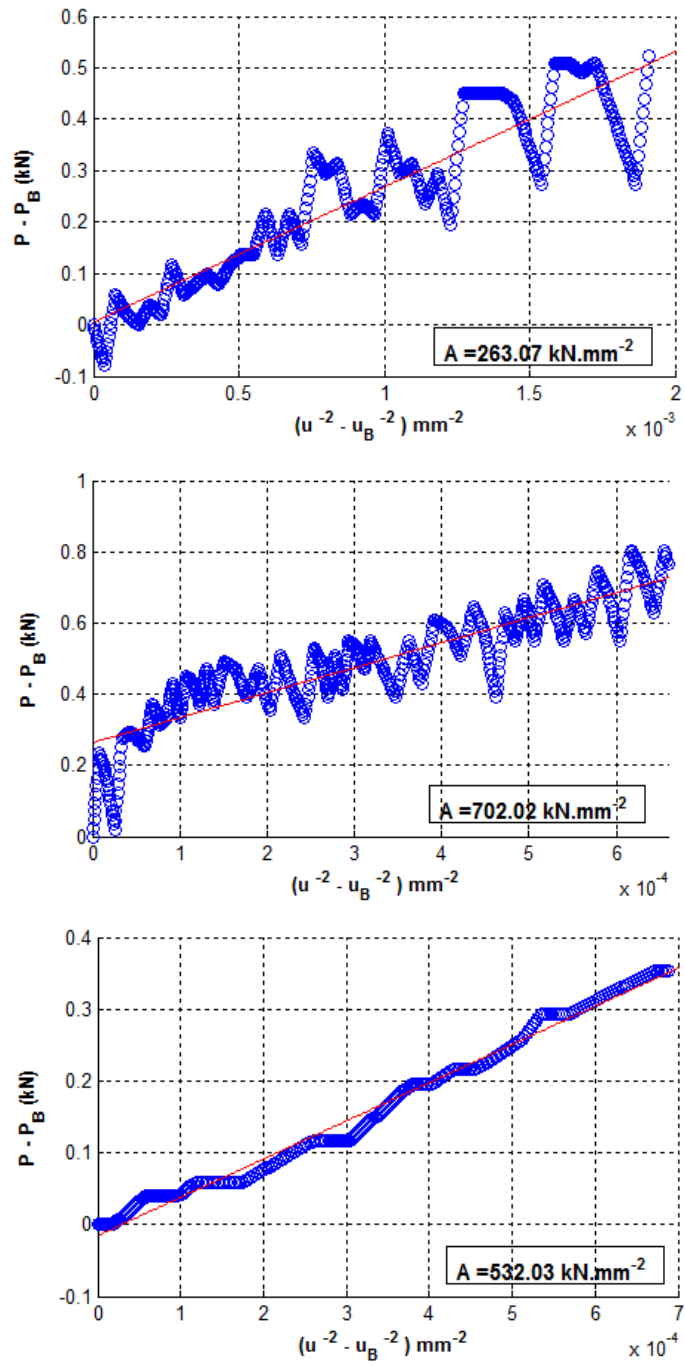 0.6
0.5
0.4
0.3
0.2
0.1
0
-0.1
P - P_B (kN)
A =263.07 kN.mm^-2
0 0.5 1 1.5 2
(u^-2 - u_B^-2) mm^-2
x 10^-3
1
0.8
0.6
0.4
0.2
0
P - P_B (kN)
A =702.02 kN.mm^-2
0 1 2 3 4 5 6
(u^-2 - u_B^-2) mm^-2
x 10^-4
0.4
0.3
0.2
0.1
0
-0.1
P - P_B (kN)
A =532.03 kN.mm^-2
0 1 2 3 4 5 6 7
(u^-2 - u_B^-2) mm^-2
x 10^-4